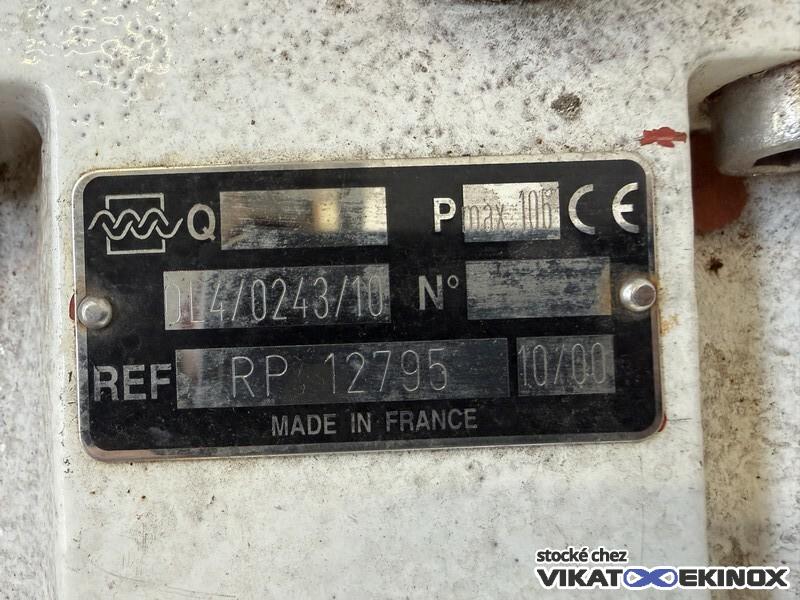 Q P max 10b CE
DL4/0243/10 N°
REF RP 12795 10/00
MADE IN FRANCE
stocké chez
VIKAT EKINOX